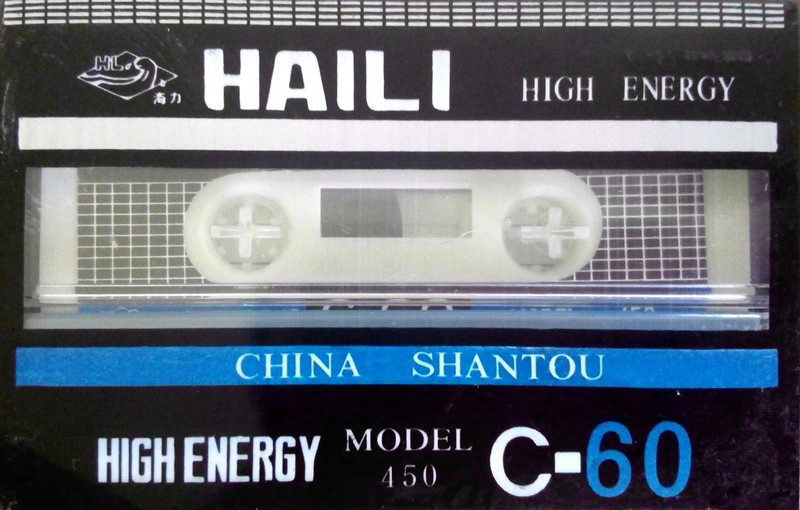 HL
海力
HAILI
HIGH ENERGY
CHINA SHANTOU
HIGH ENERGY
MODEL
450
C-60